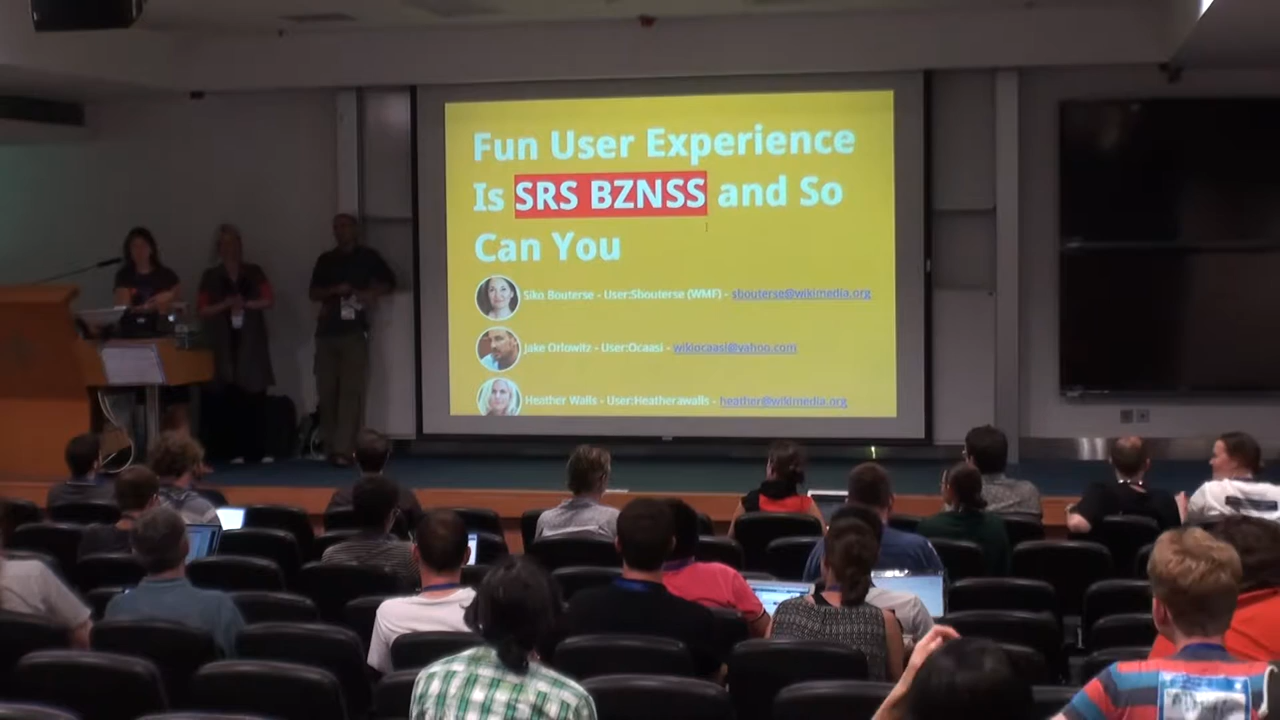 Fun User Experience
Is SRS BZNSS and So
Can You
Siko Bouterse - User:Sbouterse (WMF) - sbouterse@wikimedia.org
Jake Orlowitz - User:Ocaasi - wikiocaasi@yahoo.com
Heather Walls - User:Heatherawalls - heather@wikimedia.org